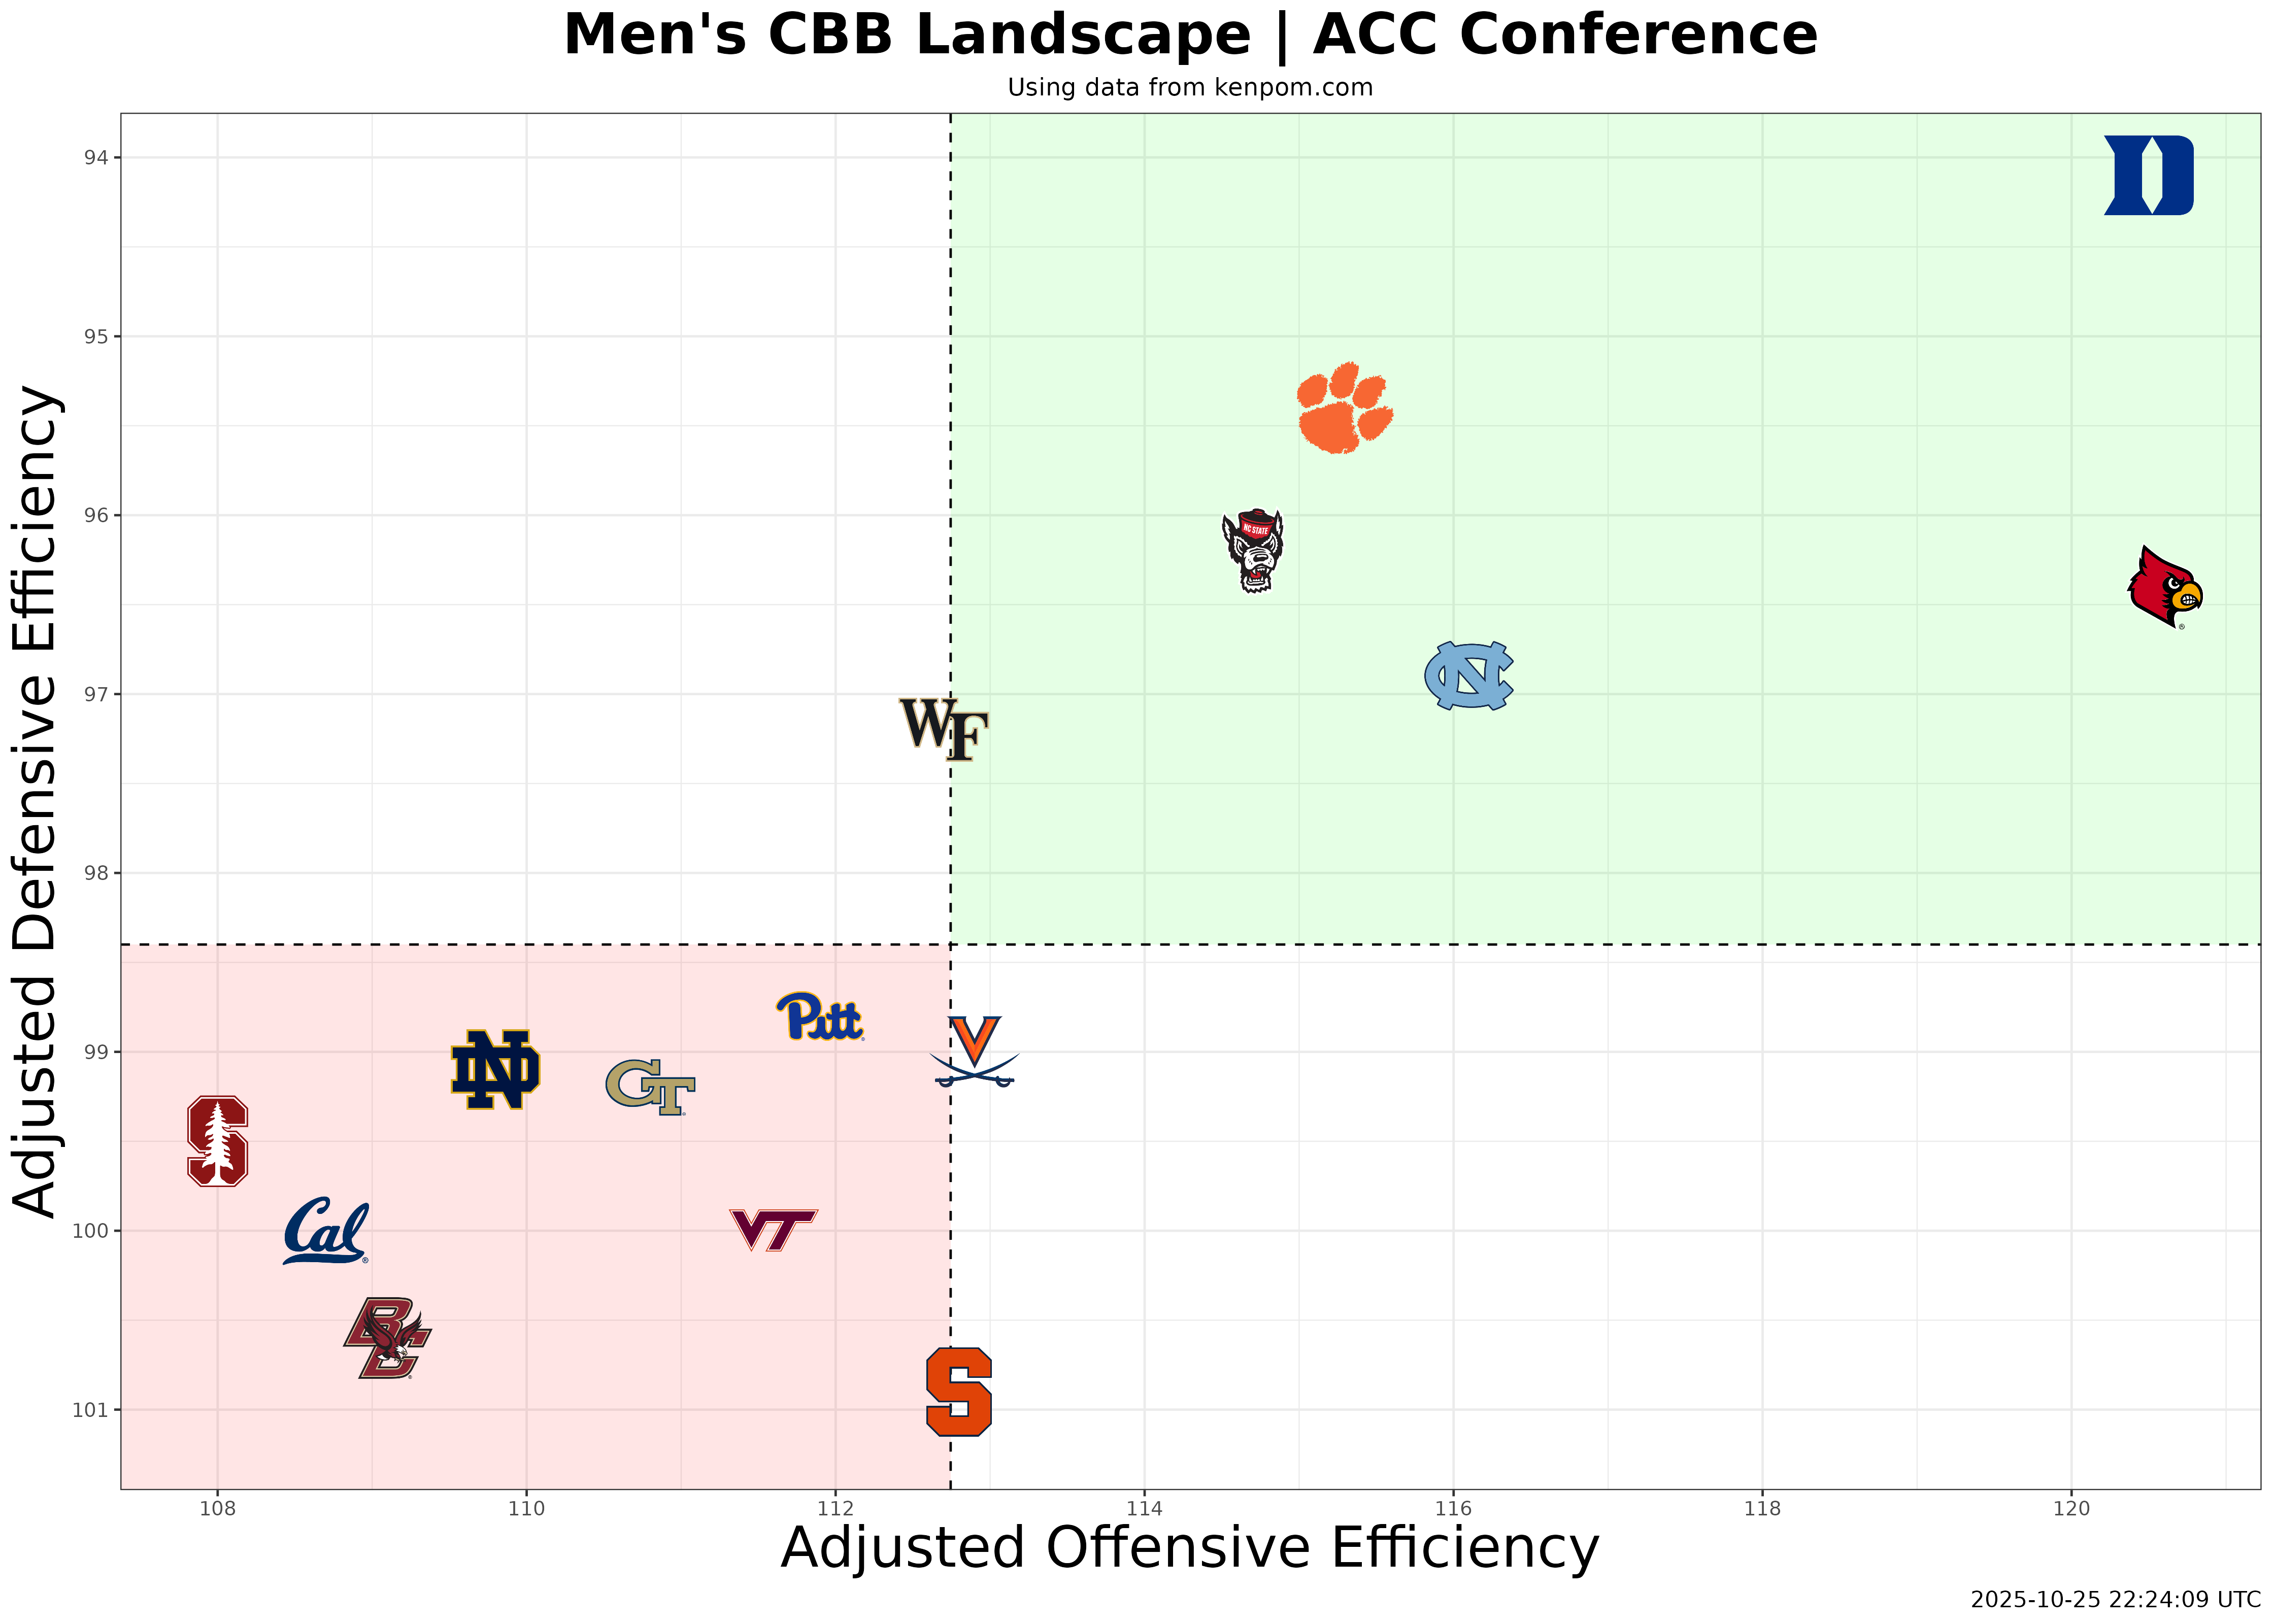 Men's CBB Landscape | ACC Conference
Using data from kenpom.com
Adjusted Defensive Efficiency
94
95
96
97
98
99
100
101
NC STATE
WF
Pitt
ND
GT
Cal
VT
BC
S
S
V
NC
D
108
110
112
114
116
118
120
Adjusted Offensive Efficiency
2025-10-25 22:24:09 UTC